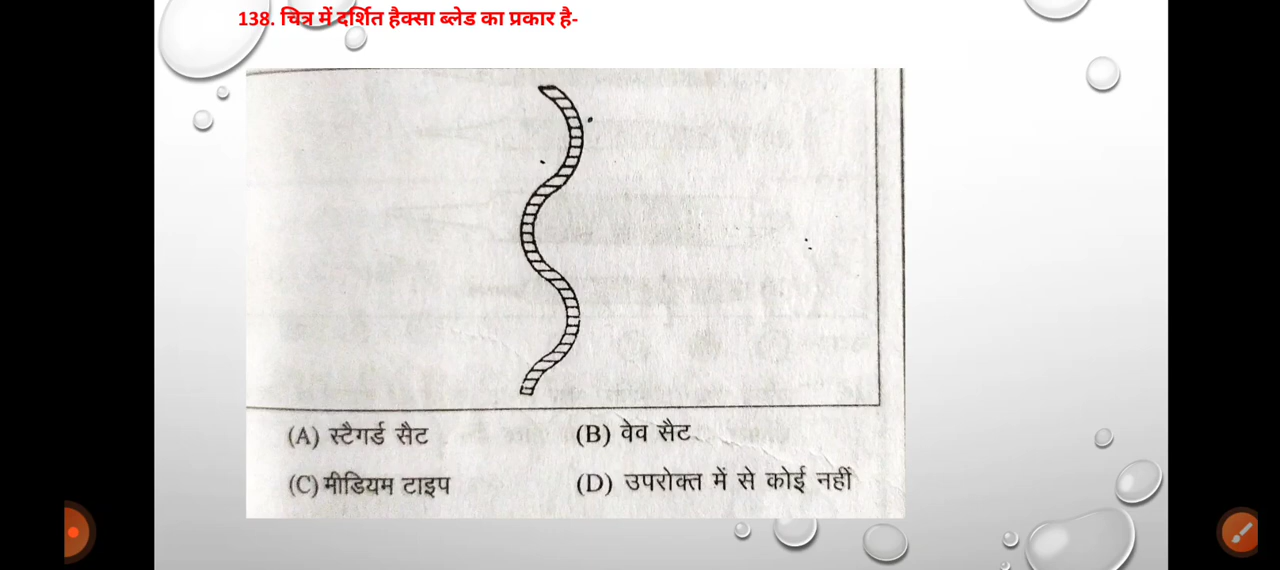 138. चित्र में दर्शित हैक्सा ब्लेड का प्रकार है-
(A) स्टैगर्ड सैट (B) वेव सैट
(C) मीडियम टाइप (D) उपरोक्त में से कोई नहीं